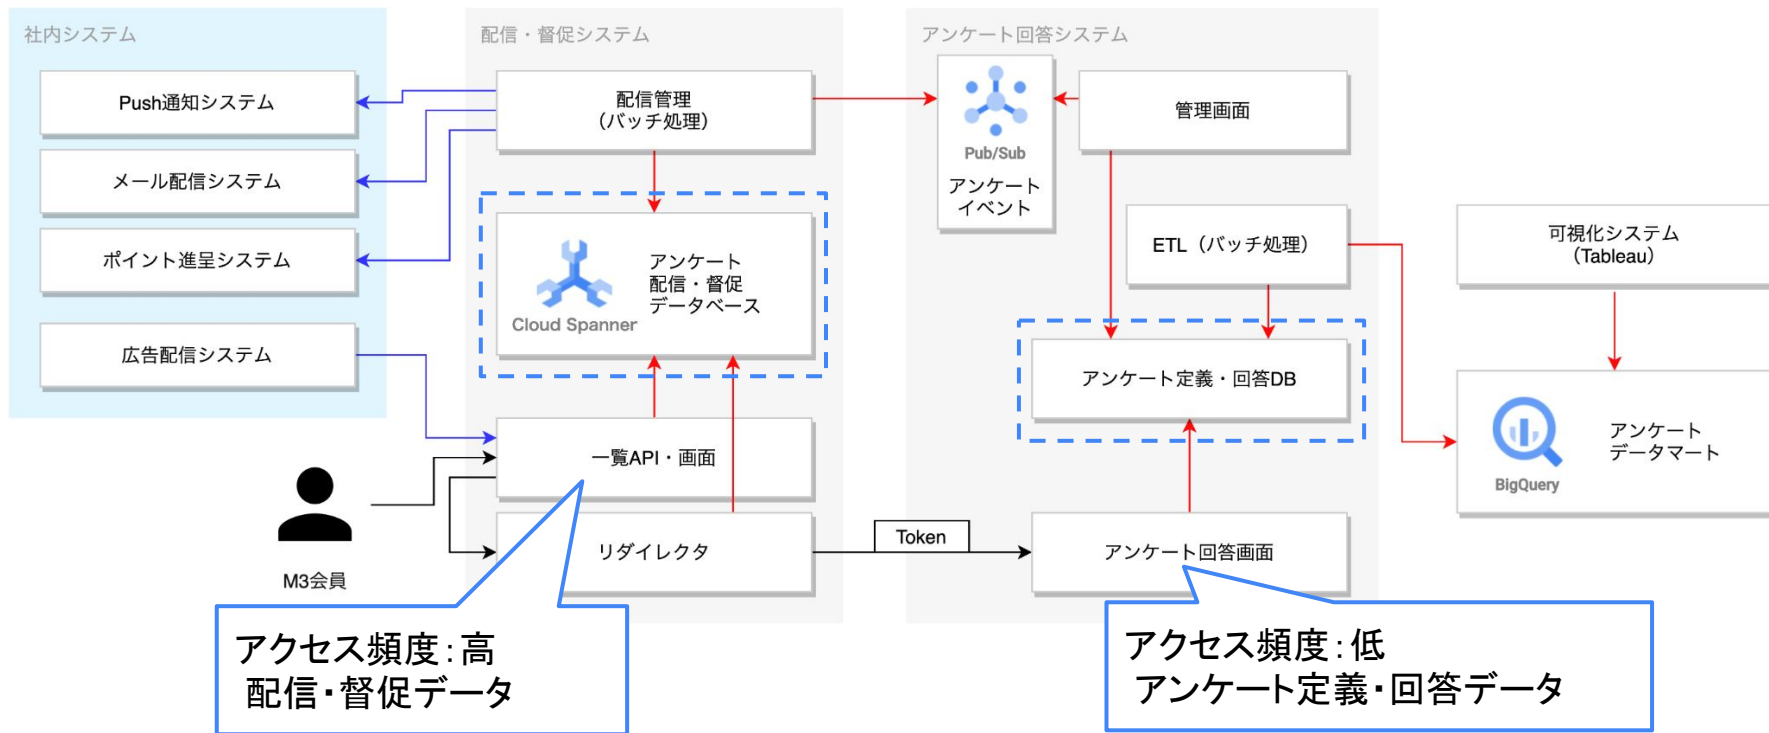 社内システム
Push通知システム
メール配信システム
ポイント進呈システム
広告配信システム
M3会員
配信・督促システム
配信管理
（バッチ処理）
Cloud Spanner
アンケート
配信・督促
データベース
一覧API・画面
リダイレクタ
Token
アンケート回答システム
Pub/Sub
アンケート
イベント
管理画面
ETL（バッチ処理）
アンケート定義・回答DB
アンケート回答画面
可視化システム
（Tableau）
BigQuery
アンケート
データマート
アクセス頻度：高
配信・督促データ
アクセス頻度：低
アンケート定義・回答データ